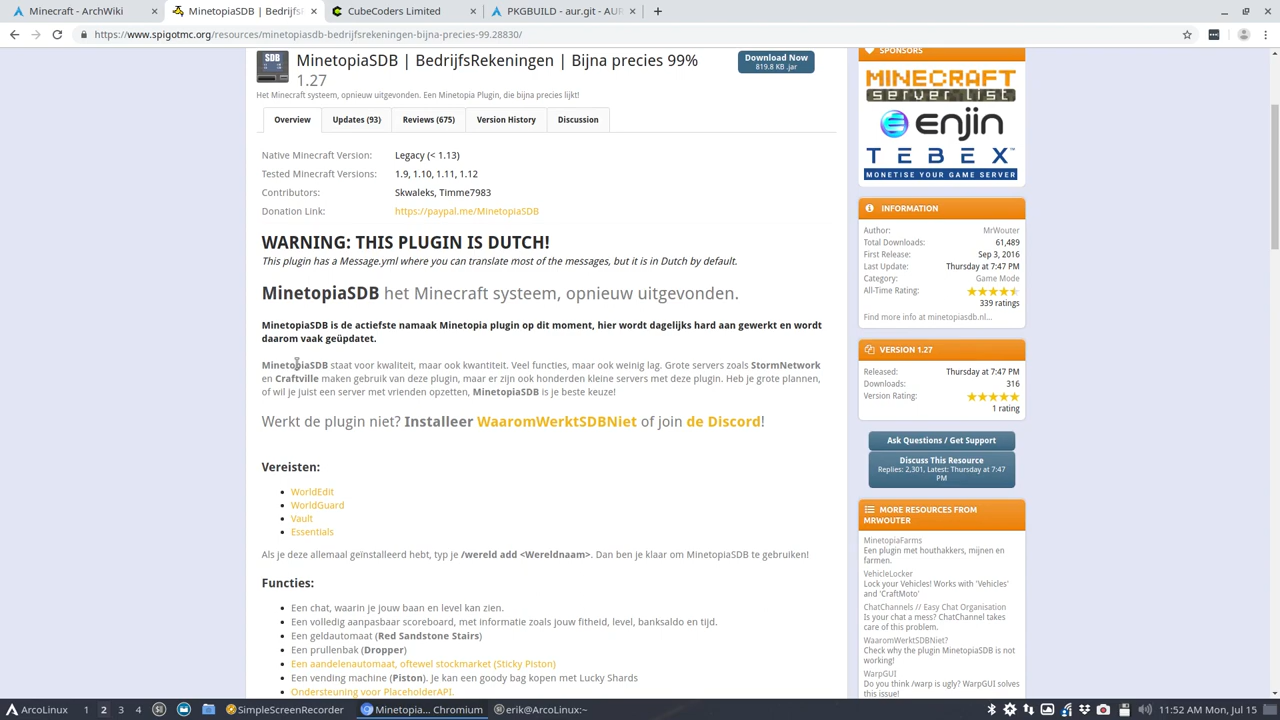 Minecraft - ArchWiki
MinetopiaSDB | Bedrijf
Codecademy
PKGBUILD - aur.git - AUR
https://www.spigotmc.org/resources/minetopiasdb-bedrijfsrekeningen-bijna-precies-99.28830/
SDB
MinetopiaSDB | BedrijfsRekeningen | Bijna precies 99%
1.27
Download Now
819.8 KB .jar
Het Minecraft systeem, opnieuw uitgevonden. Een Minetopia Plugin, die bijna precies lijkt!
Overview
Updates (93)
Reviews (675)
Version History
Discussion
Native Minecraft Version: Legacy (< 1.13)
Tested Minecraft Versions: 1.9, 1.10, 1.11, 1.12
Contributors: Skwaleks, Timme7983
Donation Link: https://paypal.me/MinetopiaSDB
WARNING: THIS PLUGIN IS DUTCH!
This plugin has a Message.yml where you can translate most of the messages, but it is in Dutch by default.
MinetopiaSDB het Minecraft systeem, opnieuw uitgevonden.
MinetopiaSDB is de actiefste namaak Minetopia plugin op dit moment, hier wordt dagelijks hard aan gewerkt en wordt
daarom vaak geüpdatet.
MinetopiaSDB staat voor kwaliteit, maar ook kwantiteit. Veel functies, maar ook weinig lag. Grote servers zoals StormNetwork
en Craftville maken gebruik van deze plugin, maar er zijn ook honderden kleine servers met deze plugin. Heb je grote plannen,
of wil je juist een server met vrienden opzetten, MinetopiaSDB is je beste keuze!
Werkt de plugin niet? Installeer WaaromWerktSDBNiet of join de Discord!
Vereisten:
WorldEdit
WorldGuard
Vault
Essentials
Als je deze allemaal geïnstalleerd hebt, typ je /wereld add <Wereldnaam>. Dan ben je klaar om MinetopiaSDB te gebruiken!
Functies:
Een chat, waarin je jouw baan en level kan zien.
Een volledig aanpasbaar scoreboard, met informatie zoals jouw fitheid, level, banksaldo en tijd.
Een geldautomaat (Red Sandstone Stairs)
Een prullenbak (Dropper)
Een aandelenautomaat, oftewel stockmarket (Sticky Piston)
Een vending machine (Piston). Je kan een goody bag kopen met Lucky Shards
Ondersteuning voor PlaceholderAPI.
SPONSORS
MINECRAFT
SERVER LIST
enjin
TEBEX™
MONETISE YOUR GAME SERVER
INFORMATION
Author: MrWouter
Total Downloads: 61,489
First Release: Sep 3, 2016
Last Update: Thursday at 7:47 PM
Category: Game Mode
All-Time Rating:
339 ratings
Find more info at minetopiasdb.nl...
VERSION 1.27
Released: Thursday at 7:47 PM
Downloads: 316
Version Rating:
1 rating
Ask Questions / Get Support
Discuss This Resource
Replies: 2,301, Latest: Thursday at 7:47
PM
MORE RESOURCES FROM
MRWOUTER
MinetopiaFarms
Een plugin met houthakkers, mijnen en
farmen.
VehicleLocker
Lock your Vehicles! Works with 'Vehicles'
and 'CraftMoto'
ChatChannels // Easy Chat Organisation
Is your chat a mess? ChatChannel takes
care of this problem.
WaaromWerktSDBNiet?
Check why the plugin MinetopiaSDB is not
working!
WarpGUI
Do you think /warp is ugly? WarpGUI solves
this issue!
ArcoLinux 1 2 3 4 5 SimpleScreenRecorder Minetopia... Chromium erik@ArcoLinux:~ 11:52 AM, Mon, Jul15